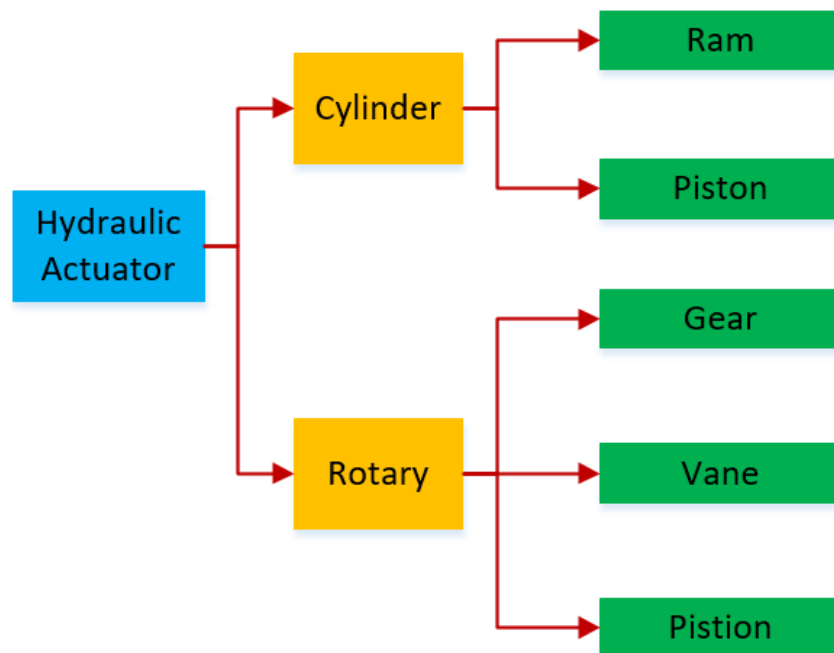 Hydraulic
Actuator
Cylinder
Rotary
Ram
Piston
Gear
Vane
Pistion